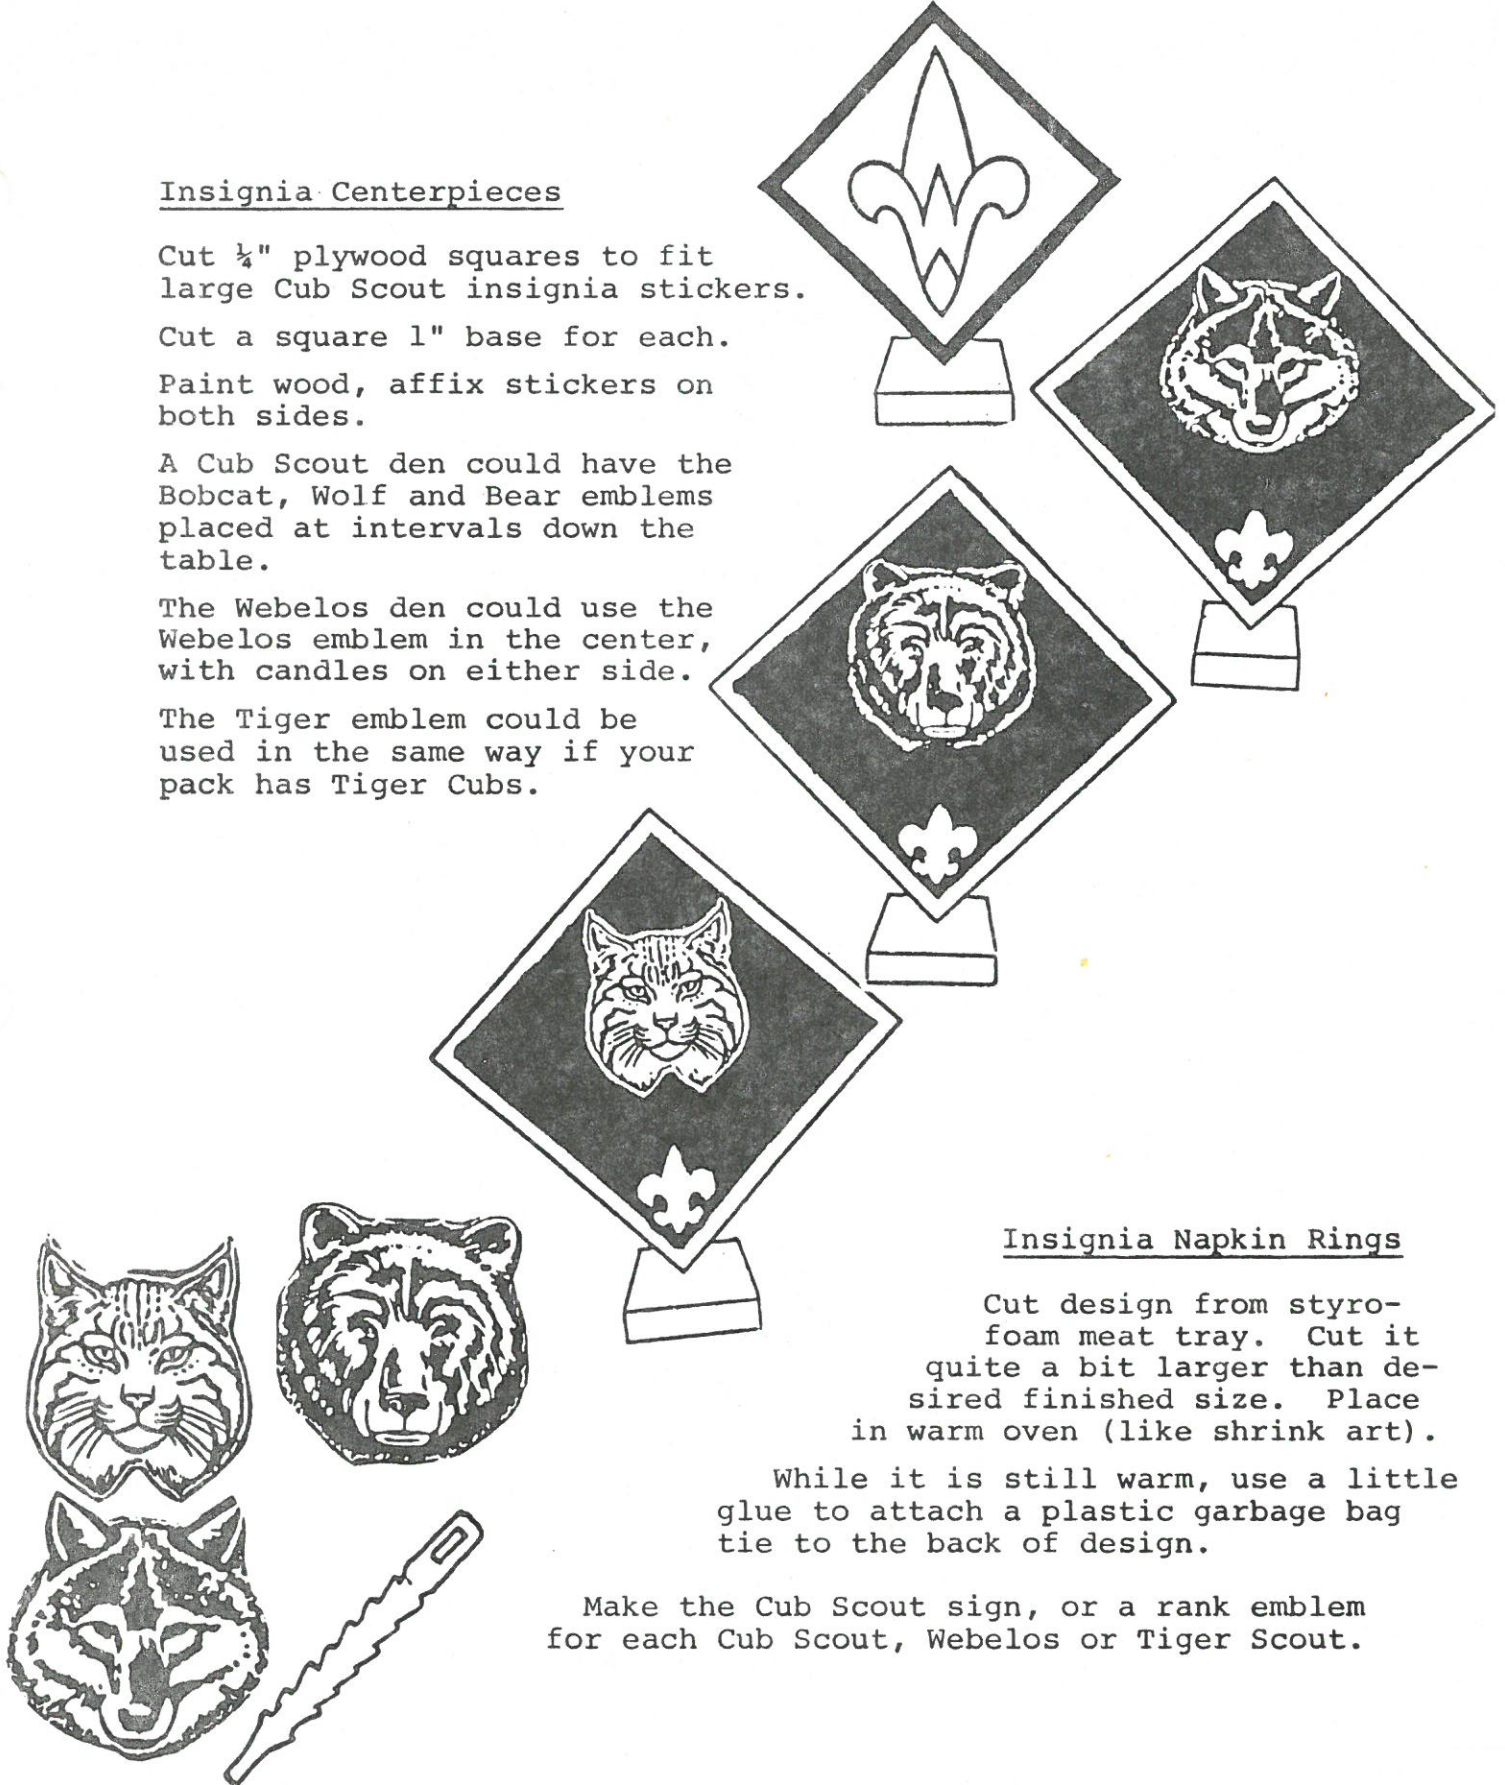 Insignia Centerpieces
Cut ¼" plywood squares to fit
large Cub Scout insignia stickers.
Cut a square 1" base for each.
Paint wood, affix stickers on
both sides.
A Cub Scout den could have the
Bobcat, Wolf and Bear emblems
placed at intervals down the
table.
The Webelos den could use the
Webelos emblem in the center,
with candles on either side.
The Tiger emblem could be
used in the same way if your
pack has Tiger Cubs.
Insignia Napkin Rings
Cut design from styro-
foam meat tray.  Cut it
quite a bit larger than de-
sired finished size.  Place
in warm oven (like shrink art).
While it is still warm, use a little
glue to attach a plastic garbage bag
tie to the back of design.
Make the Cub Scout sign, or a rank emblem
for each Cub Scout, Webelos or Tiger Scout.